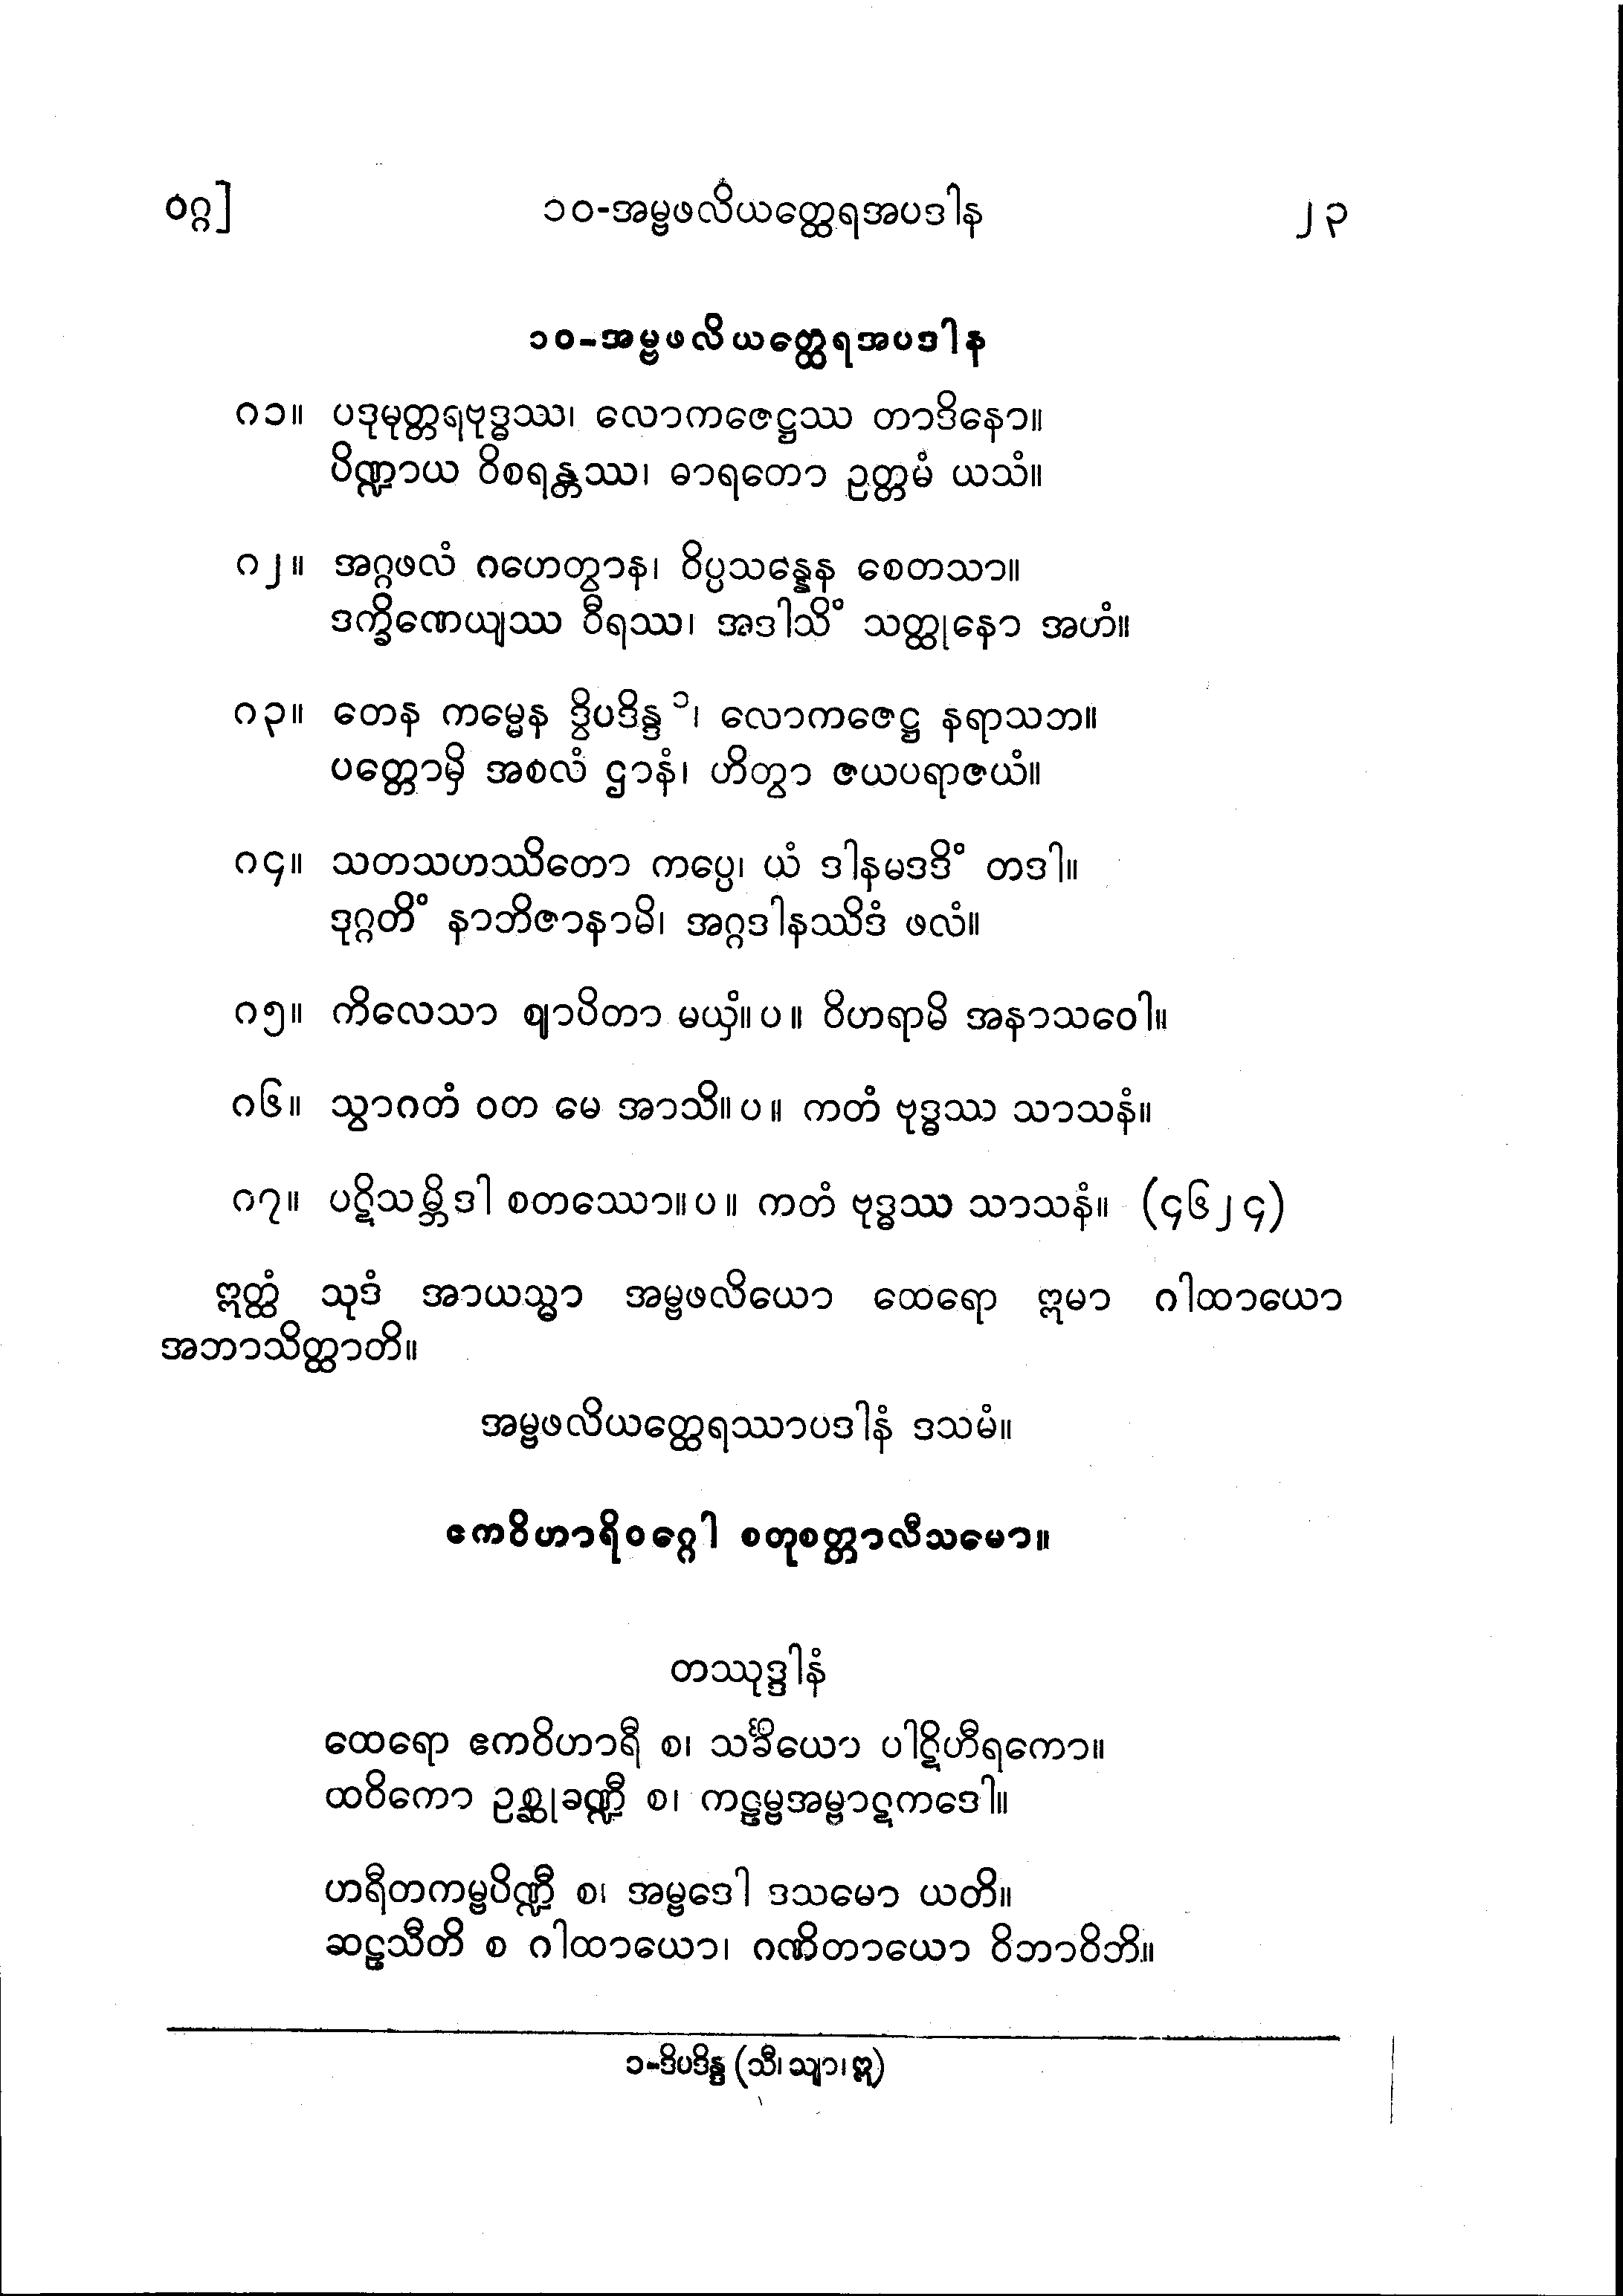 ဝဂ္ဂ]
၁၀-အမ္ဗဖလိယတ္ထေရအပဒါန
၂၃
၁၀-အမ္ဗဖလိယတ္ထေရအပဒါန
ဂ၁။ ပဒုမုတ္တရဗုဒ္ဓဿ၊ လောကဇေဋ္ဌဿ တာဒိနော။
ပိဏ္ဍာယ ဝိစရန္တဿ၊ ဓာရတော ဥတ္တမံ ယသံ။
ဂ၂။ အဂ္ဂဖလံ ဂဟေတွာန၊ ဝိပ္ပသန္နေန စေတသာ။
ဒက္ခိဏေယျဿ ဝီရဿ၊ အဒါသိံ သတ္ထုနော အဟံ။
ဂ၃။ တေန ကမ္မေန ဒွိပဒိန္ဒ ၁၊ လောကဇေဋ္ဌ နရာသဘ။
ပတ္တောမှိ အစလံ ဌာနံ၊ ဟိတွာ ဇယပရာဇယံ။
ဂ၄။ သတသဟဿိတော ကပ္ပေ၊ ယံ ဒါနမဒဒိံ တဒါ။
ဒုဂ္ဂတိံ နာဘိဇာနာမိ၊ အဂ္ဂဒါနဿိဒံ ဖလံ။
ဂ၅။ ကိလေသာ ဈာပိတာ မယှံ။ ပ။ ဝိဟရာမိ အနာသဝေါ။
ဂ၆။ သွာဂတံ ဝတ မေ အာသိ။ ပ။ ကတံ ဗုဒ္ဓဿ သာသနံ။
ဂ၇။ ပဋိသမ္ဘိဒါ စတဿော။ ပ။ ကတံ ဗုဒ္ဓဿ သာသနံ။ (၄၆၂၄)
ဣတ္ထံ သုဒံ အာယသ္မာ အမ္ဗဖလိယော ထေရော ဣမာ ဂါထာယော
အဘာသိတ္ထာတိ။
အမ္ဗဖလိယတ္ထေရဿာပဒါနံ ဒသမံ။
ဧကဝိဟာရိဝဂ္ဂေါ စတုစတ္တာလီသမော။
တဿုဒ္ဒါနံ
ထေရော ဧကဝိဟာရီ စ၊ သင်္ခိယော ပါဋိဟီရကော။
ထဝိကော ဥစ္ဆုခဏ္ဍီ စ၊ ကဠမ္ဗအမ္ဗာဋကဒေါ။
ဟရီတကမ္ဗပိဏ္ဍီ စ၊ အမ္ဗဒေါ ဒသမော ယတိ။
ဆဠသီတိ စ ဂါထာယော၊ ဂဏိတာယော ဝိဘာဝိဘိ။
၁-ဒိပဒိန္ဒ (သီ၊ သျာ၊ ဣ)